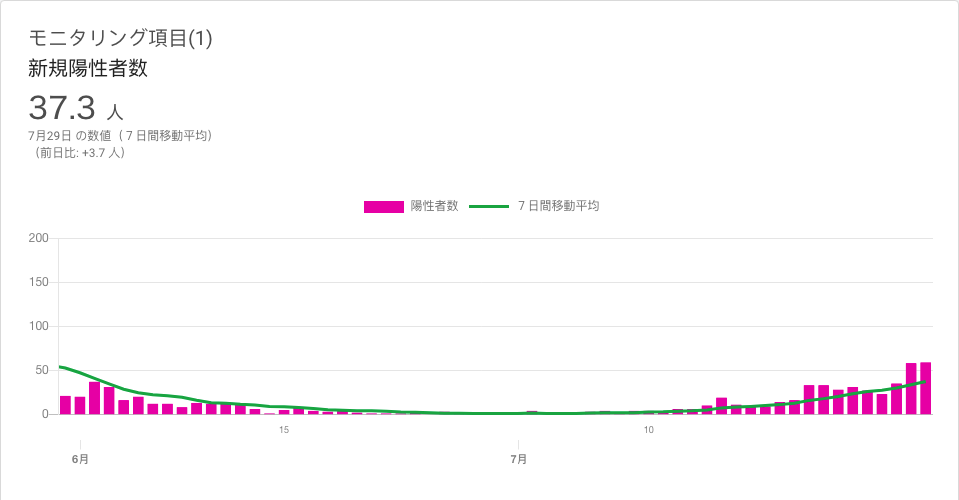 モニタリング項目(1)
新規陽性者数
37.3 人
7月29日 の数値（ 7 日間移動平均）
（前日比: +3.7 人）
陽性者数 7 日間移動平均
200
150
100
50
0
15 10
6月 7月